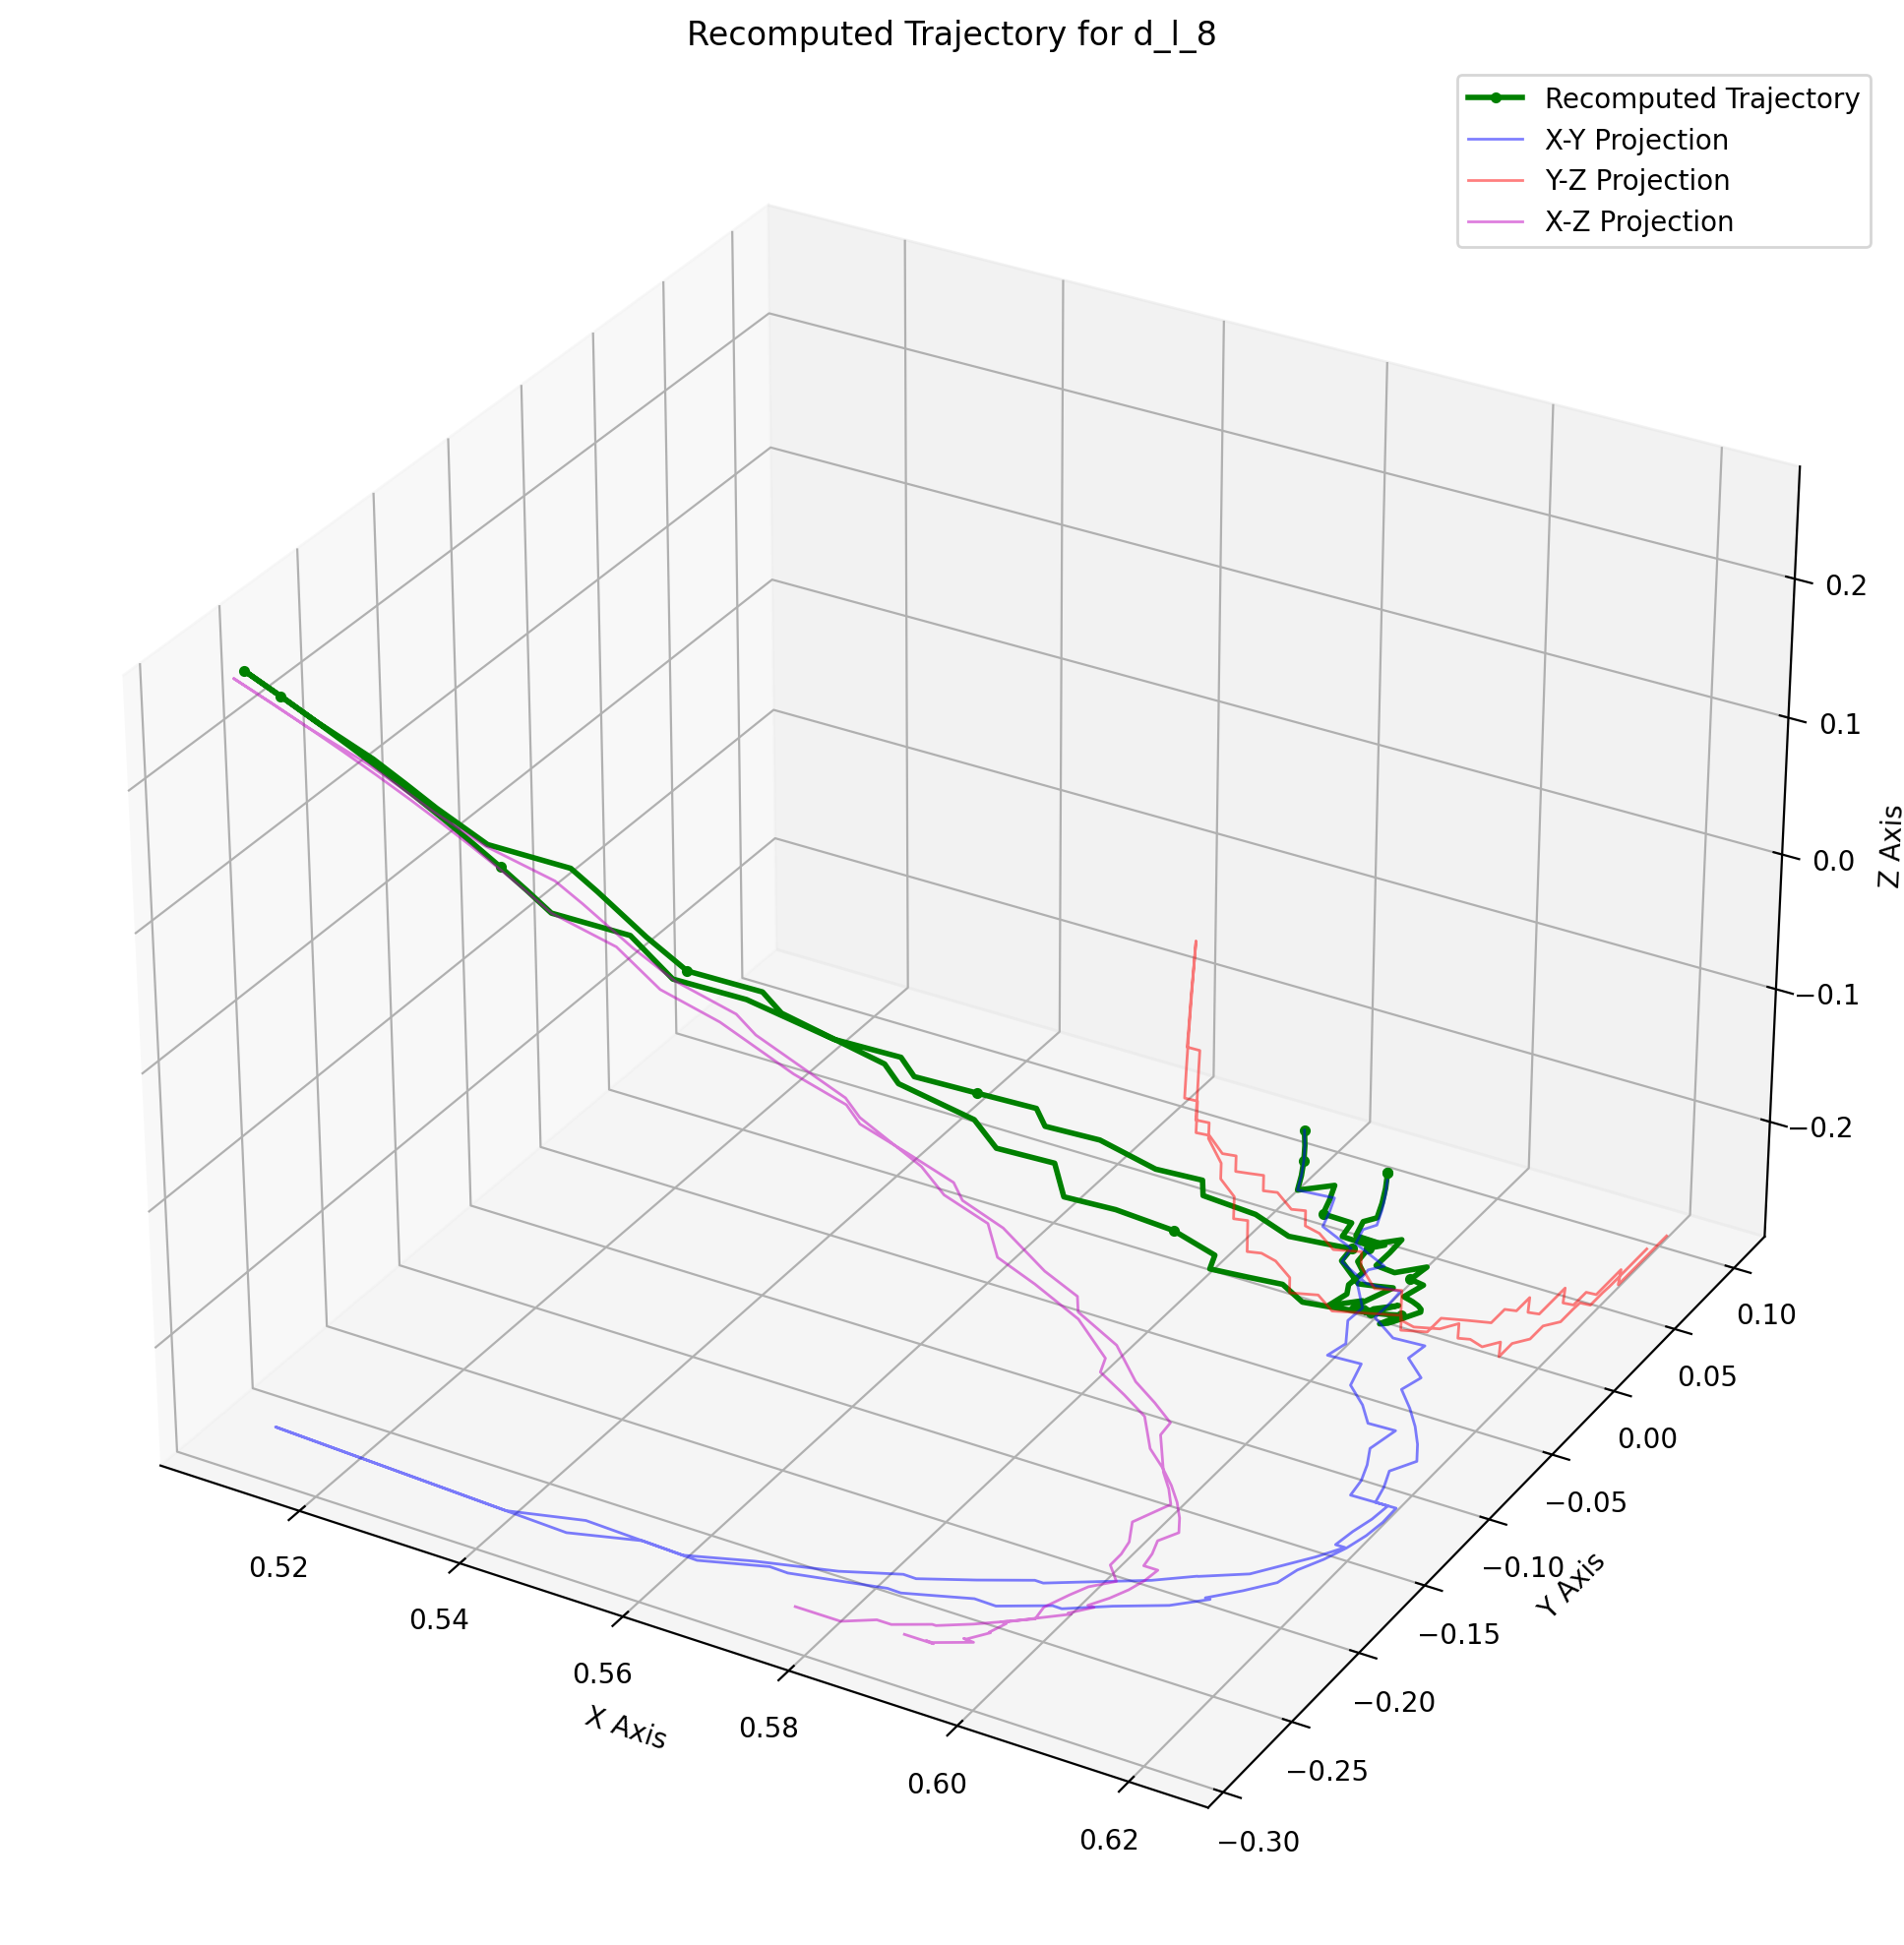 Recomputed Trajectory for d_l_8
Recomputed Trajectory
X-Y Projection
Y-Z Projection
X-Z Projection
0.2
0.1
0.0
−0.1
−0.2
Z Axis
0.10
0.05
0.00
−0.05
−0.10
−0.15
−0.20
−0.25
−0.30
Y Axis
0.52
0.54
0.56
0.58
0.60
0.62
X Axis